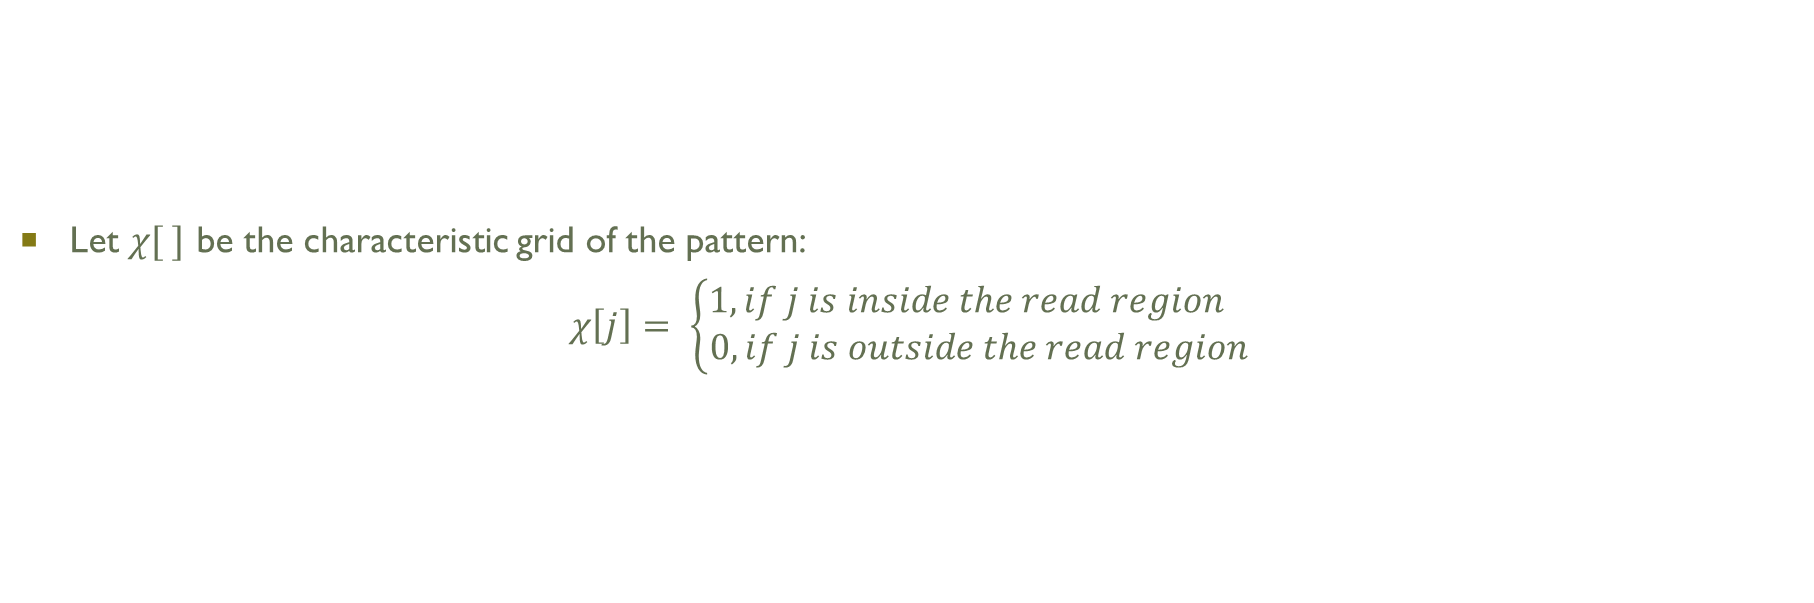 ▪ Let χ[ ] be the characteristic grid of the pattern:
χ[j] = { 1, if j is inside the read region
0, if j is outside the read region